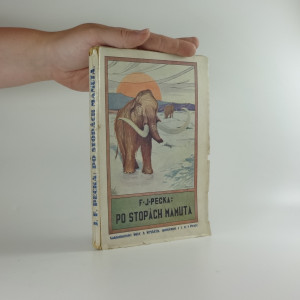 F. J. PECKA: PO STOPÁCH MAMUTA
F·J·PECKA:
PO STOPÁCH MAMUTA